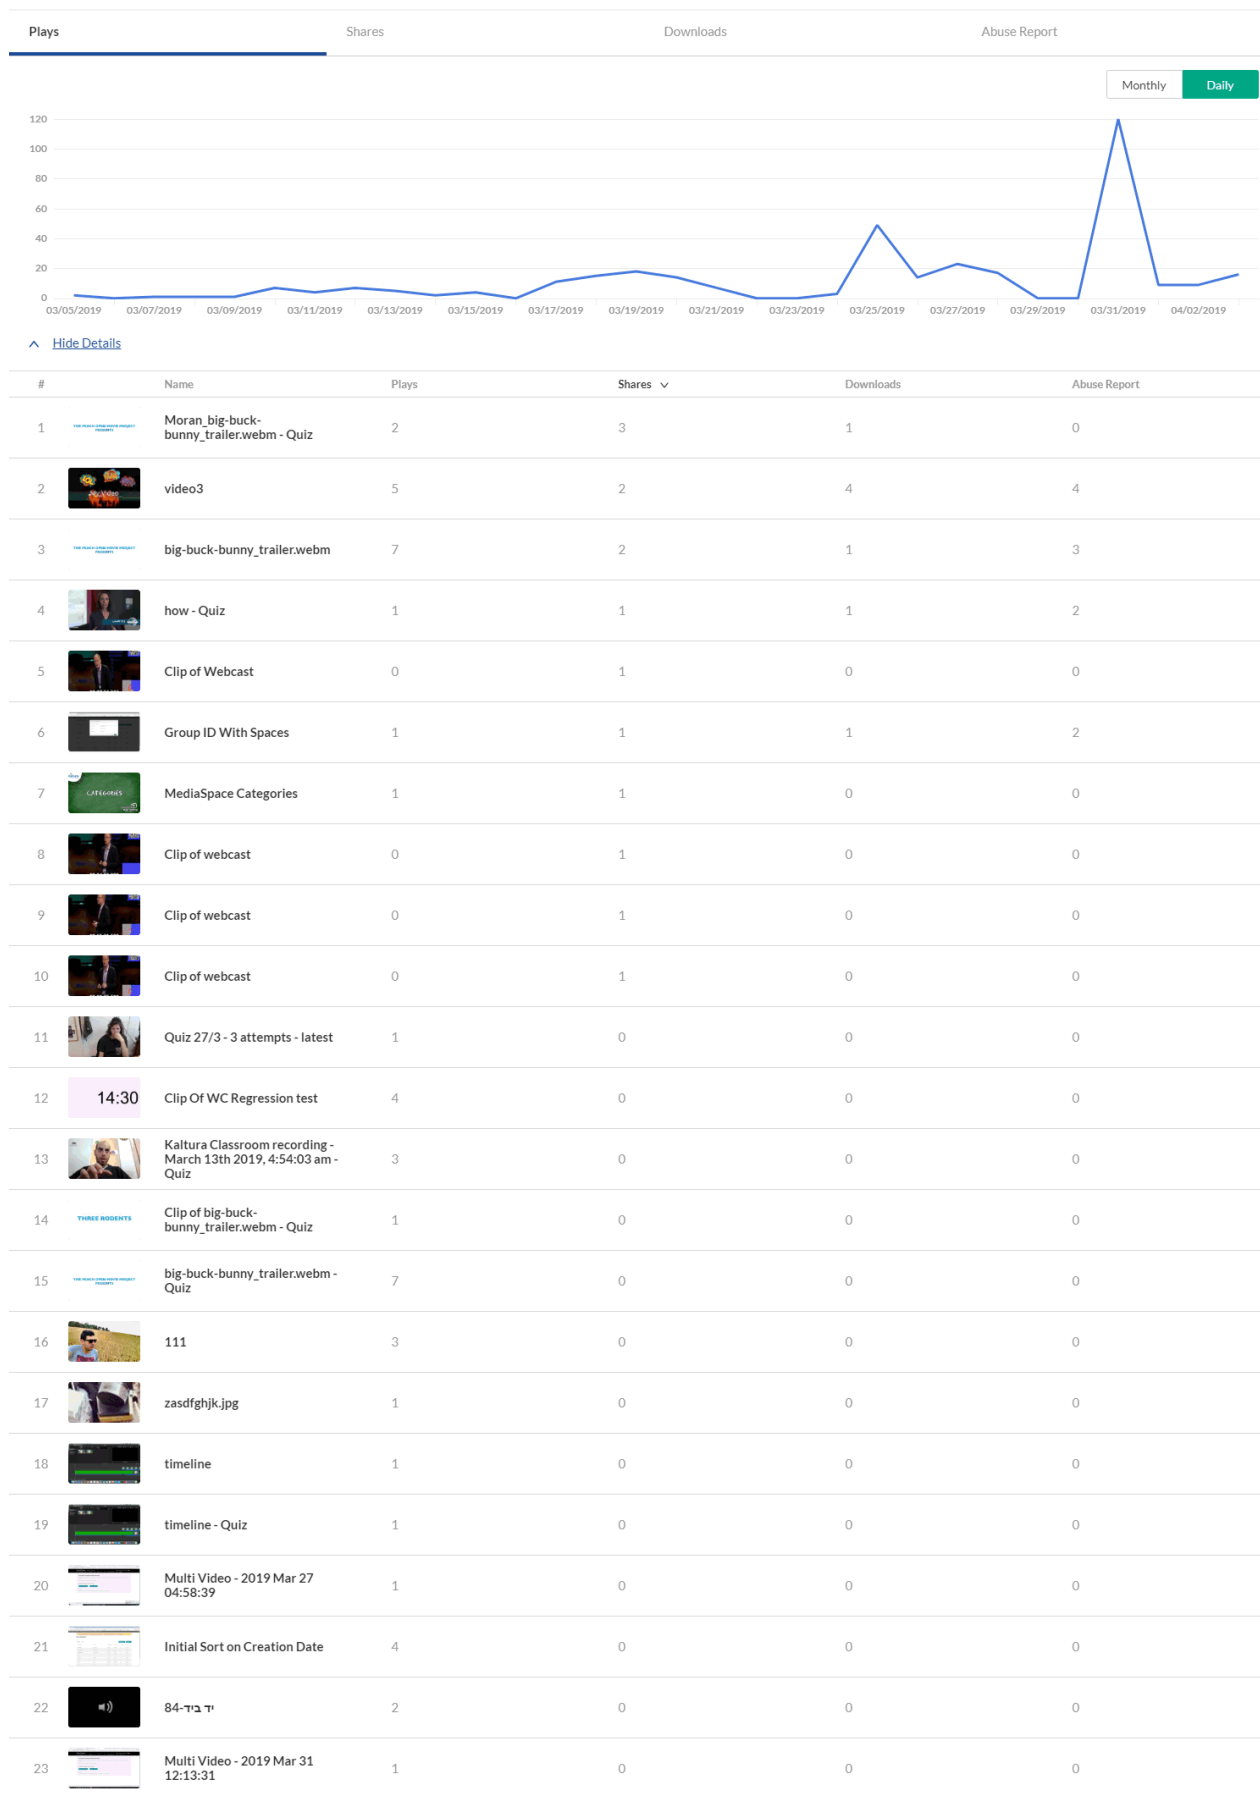 Plays Shares Downloads Abuse Report
Monthly Daily
120
100
80
60
40
20
0
03/05/2019 03/07/2019 03/09/2019 03/11/2019 03/13/2019 03/15/2019 03/17/2019 03/19/2019 03/21/2019 03/23/2019 03/25/2019 03/27/2019 03/29/2019 03/31/2019 04/02/2019
Hide Details
# Name Plays Shares Downloads Abuse Report
1 Moran_big-buck-
bunny_trailer.webm - Quiz 2 3 1 0
2 My Video video3 5 2 4 4
3 big-buck-bunny_trailer.webm 7 2 1 3
4 how - Quiz 1 1 1 2
5 Clip of Webcast 0 1 0 0
6 Group ID With Spaces 1 1 1 2
7 CATEGORIES MediaSpace Categories 1 1 0 0
8 Clip of webcast 0 1 0 0
9 Clip of webcast 0 1 0 0
10 Clip of webcast 0 1 0 0
11 Quiz 27/3 - 3 attempts - latest 1 0 0 0
12 14:30 Clip Of WC Regression test 4 0 0 0
13 Kaltura Classroom recording -
March 13th 2019, 4:54:03 am -
Quiz 3 0 0 0
14 THREE RODENTS Clip of big-buck-
bunny_trailer.webm - Quiz 1 0 0 0
15 big-buck-bunny_trailer.webm -
Quiz 7 0 0 0
16 111 3 0 0 0
17 zasdfghjk.jpg 1 0 0 0
18 timeline 1 0 0 0
19 timeline - Quiz 1 0 0 0
20 Multi Video - 2019 Mar 27
04:58:39 1 0 0 0
21 Initial Sort on Creation Date 4 0 0 0
22 יד ביד-84 2 0 0 0
23 Multi Video - 2019 Mar 31
12:13:31 1 0 0 0